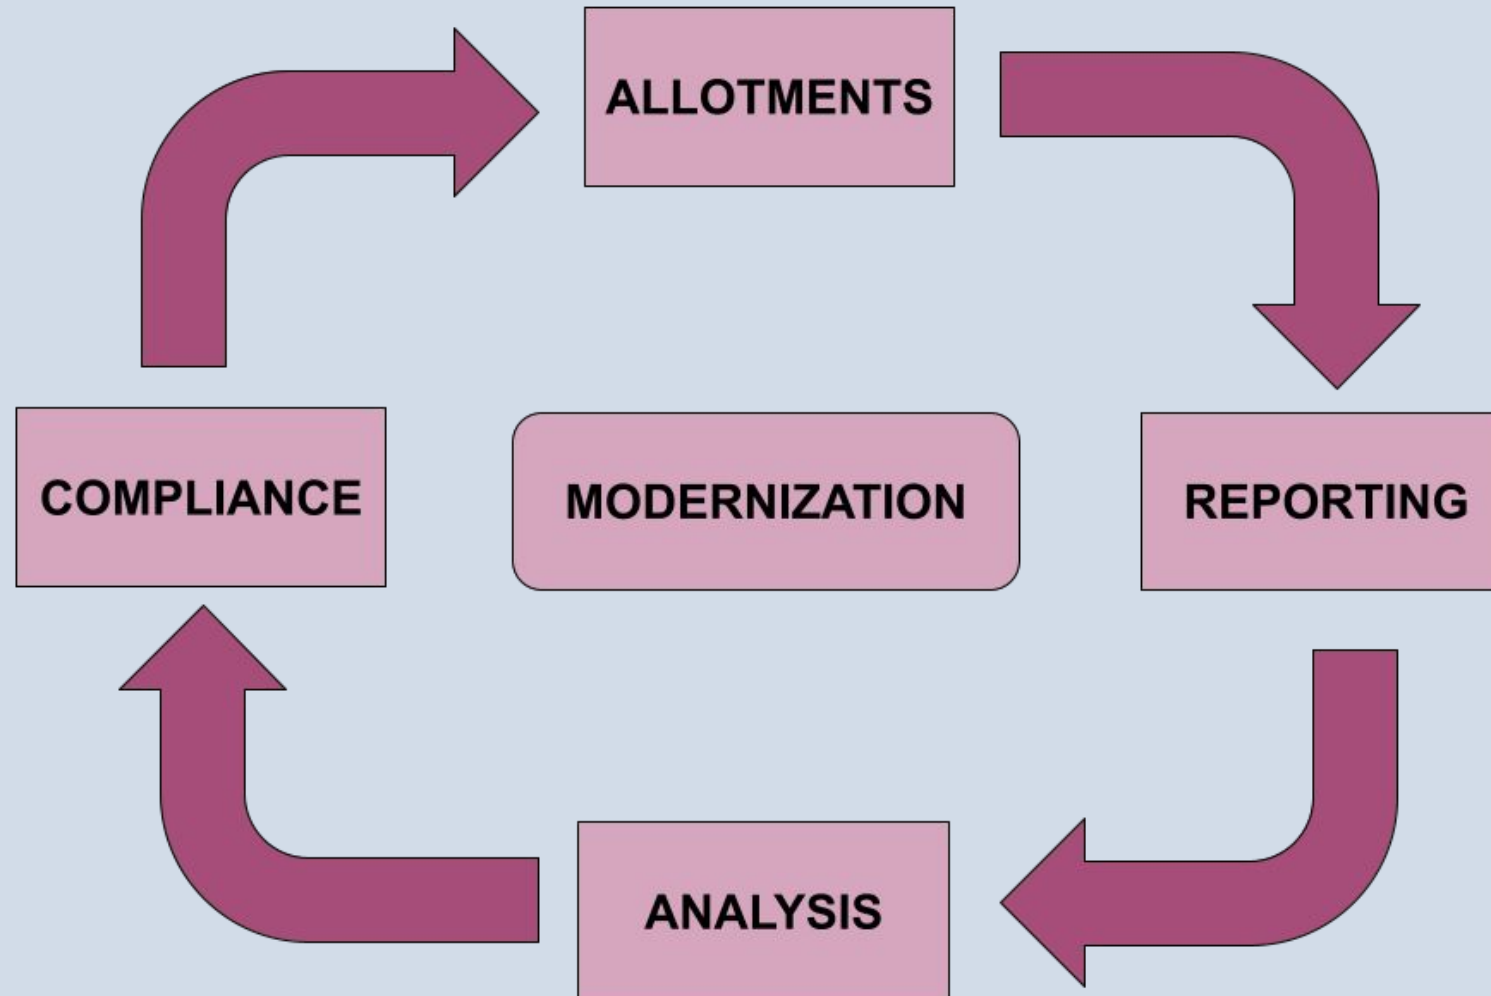 ALLOTMENTS
COMPLIANCE
MODERNIZATION
REPORTING
ANALYSIS